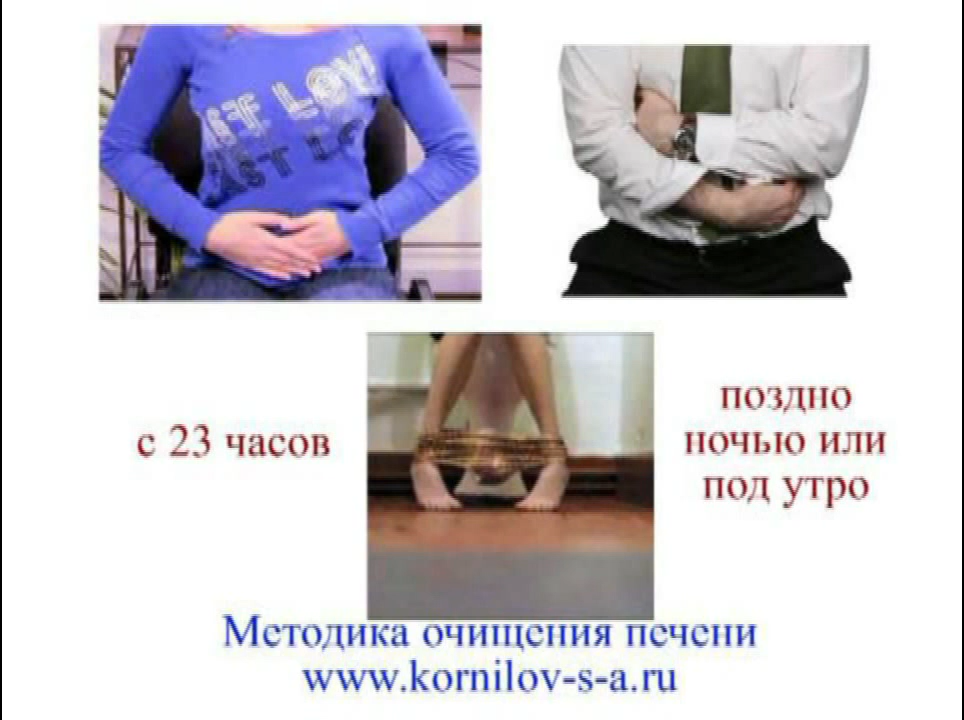 с 23 часов
поздно
ночью или
под утро
Методика очищения печени
www.kornilov-s-a.ru